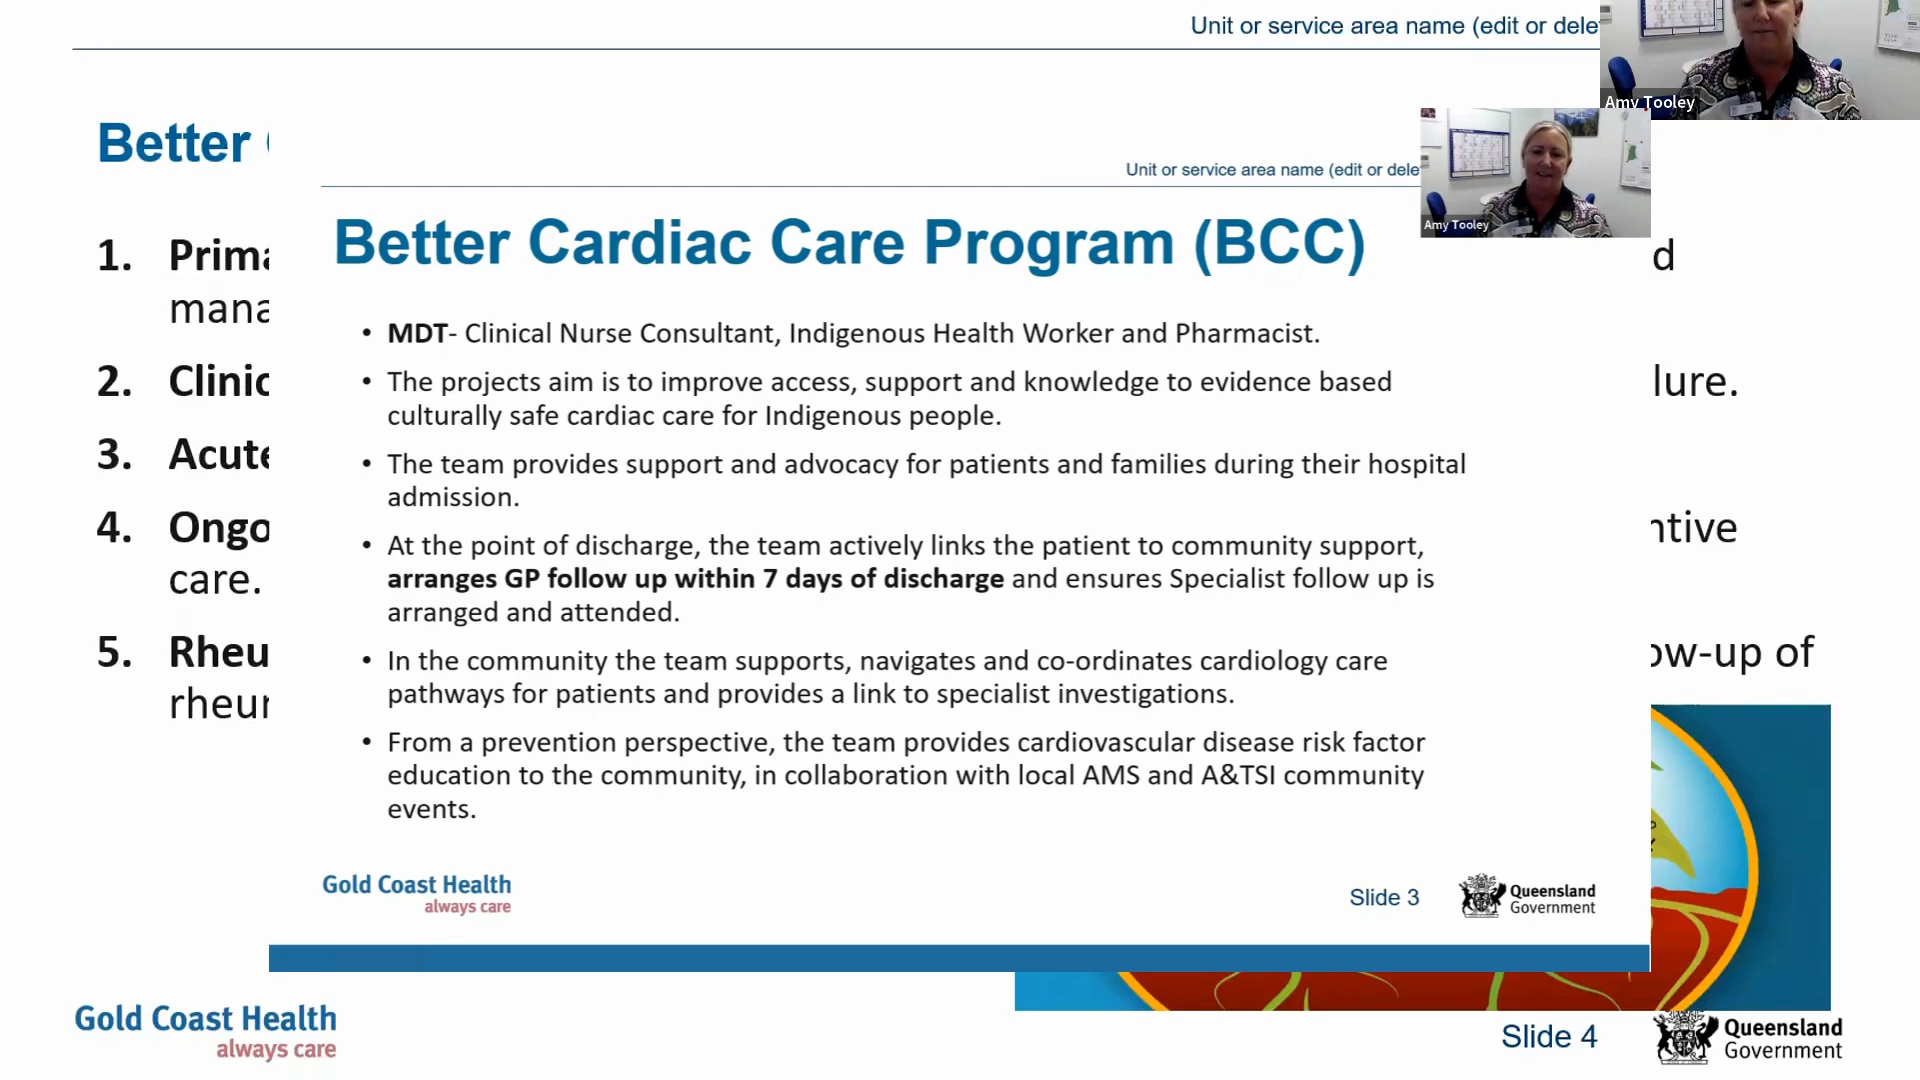 Unit or service area name (edit or dele
Amy Tooley
Better
Unit or service area name (edit or dele
Amy Tooley
Better Cardiac Care Program (BCC)
1. Prima
d
mana
• MDT- Clinical Nurse Consultant, Indigenous Health Worker and Pharmacist.
2. Clinic
lure.
• The projects aim is to improve access, support and knowledge to evidence based
culturally safe cardiac care for Indigenous people.
3. Acute
• The team provides support and advocacy for patients and families during their hospital
admission.
4. Ongo
ntive
care.
• At the point of discharge, the team actively links the patient to community support,
arranges GP follow up within 7 days of discharge and ensures Specialist follow up is
arranged and attended.
5. Rheu
ow-up of
rheur
• In the community the team supports, navigates and co-ordinates cardiology care
pathways for patients and provides a link to specialist investigations.
• From a prevention perspective, the team provides cardiovascular disease risk factor
education to the community, in collaboration with local AMS and A&TSI community
events.
Gold Coast Health
always care
Slide 3
Queensland
Government
Gold Coast Health
always care
Slide 4
Queensland
Government